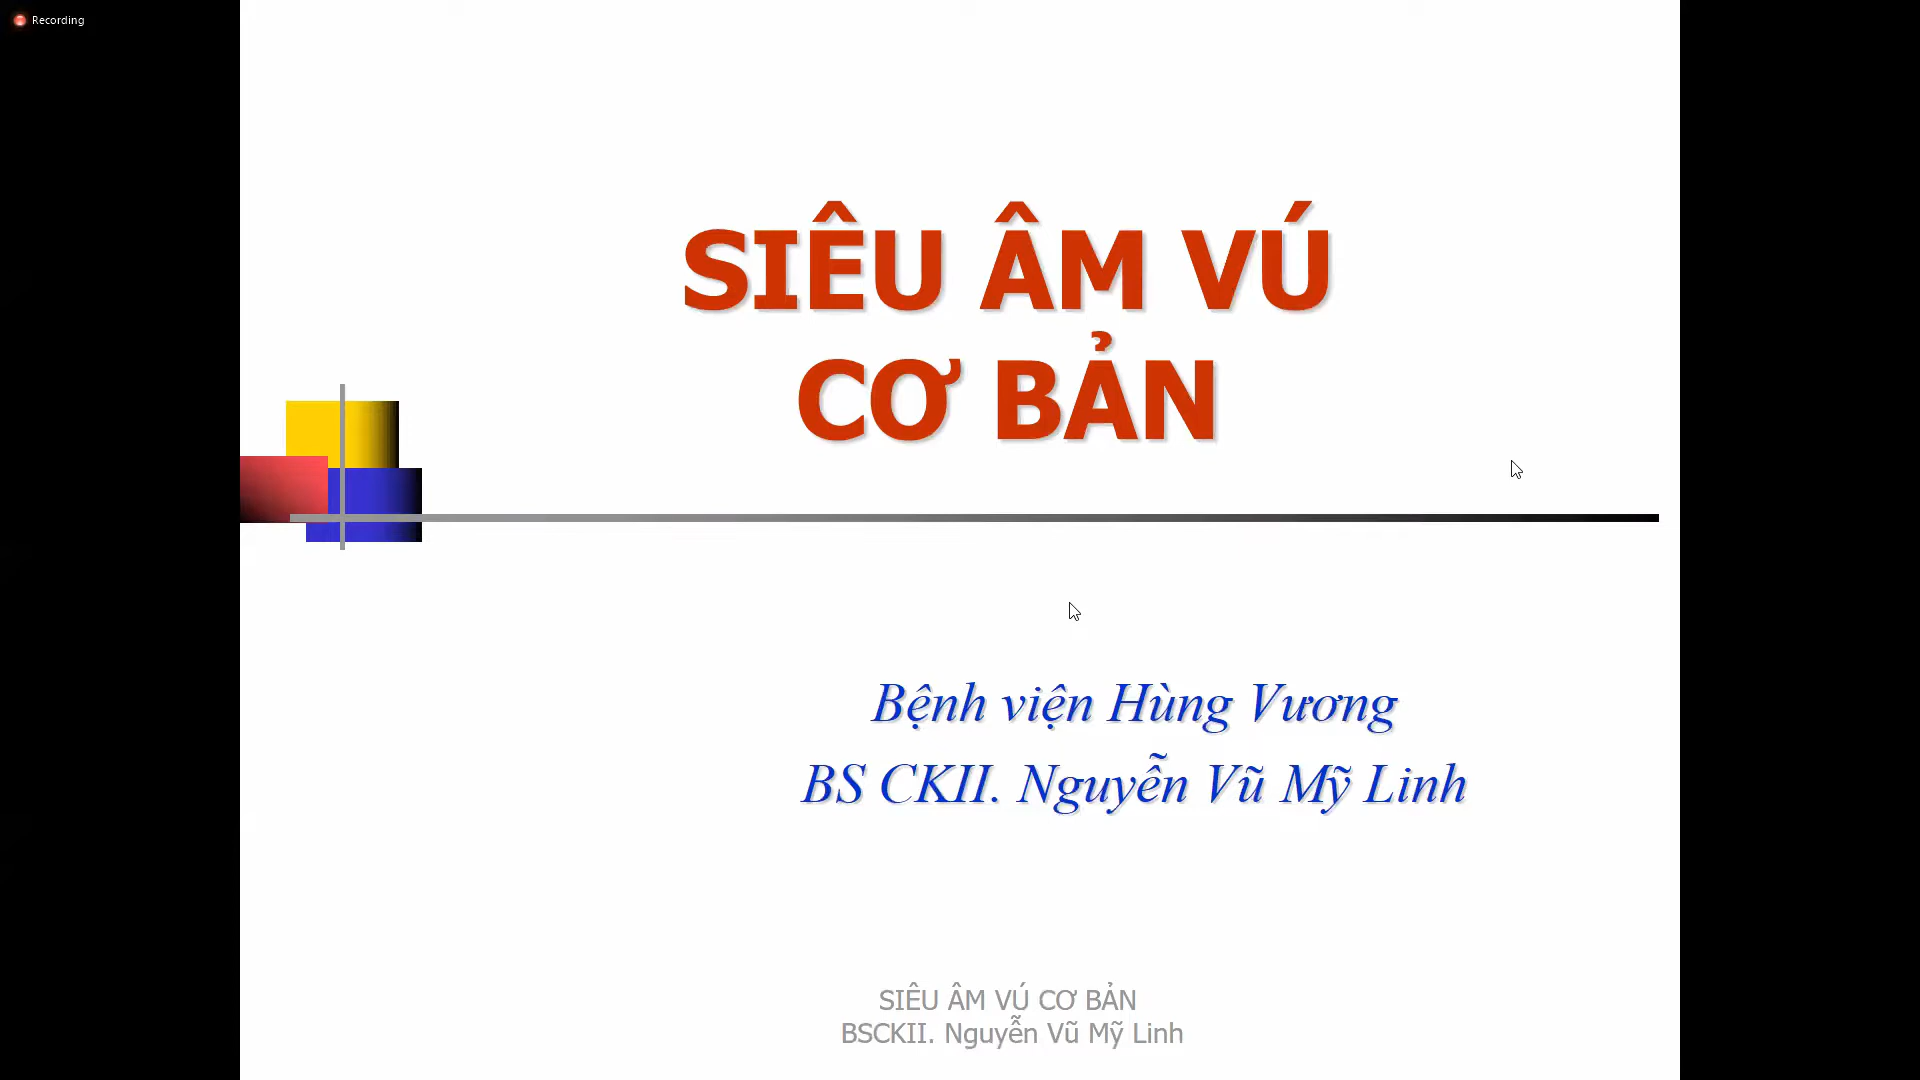 Recording
SIÊU ÂM VÚ
CƠ BẢN
Bệnh viện Hùng Vương
BS CKII. Nguyễn Vũ Mỹ Linh
SIÊU ÂM VÚ CƠ BẢN
BSCKII. Nguyễn Vũ Mỹ Linh